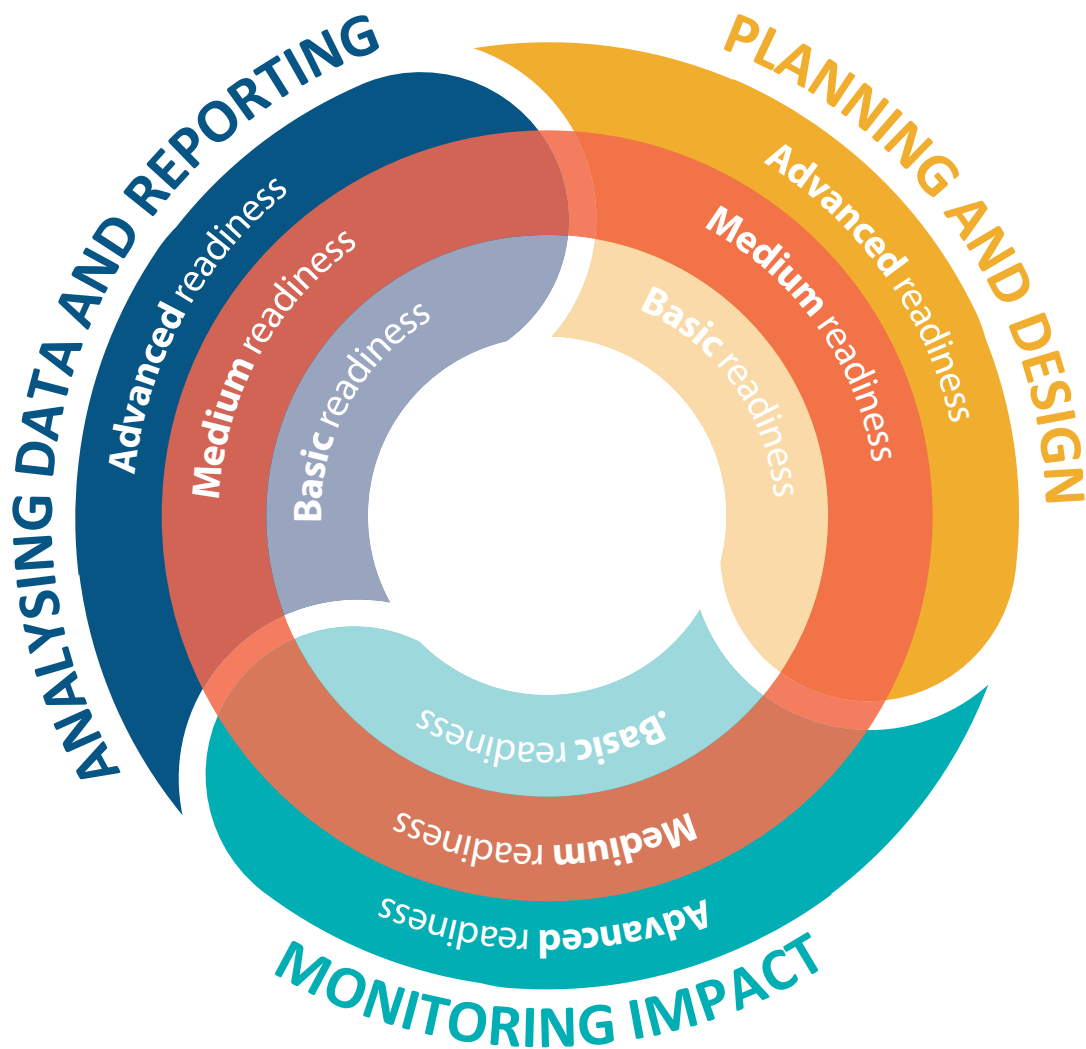 PLANNING AND DESIGN
Advanced readiness
Medium readiness
Basic readiness
MONITORING IMPACT
Advanced readiness
Medium readiness
.Basic readiness
ANALYSING DATA AND REPORTING
Advanced readiness
Medium readiness
Basic readiness